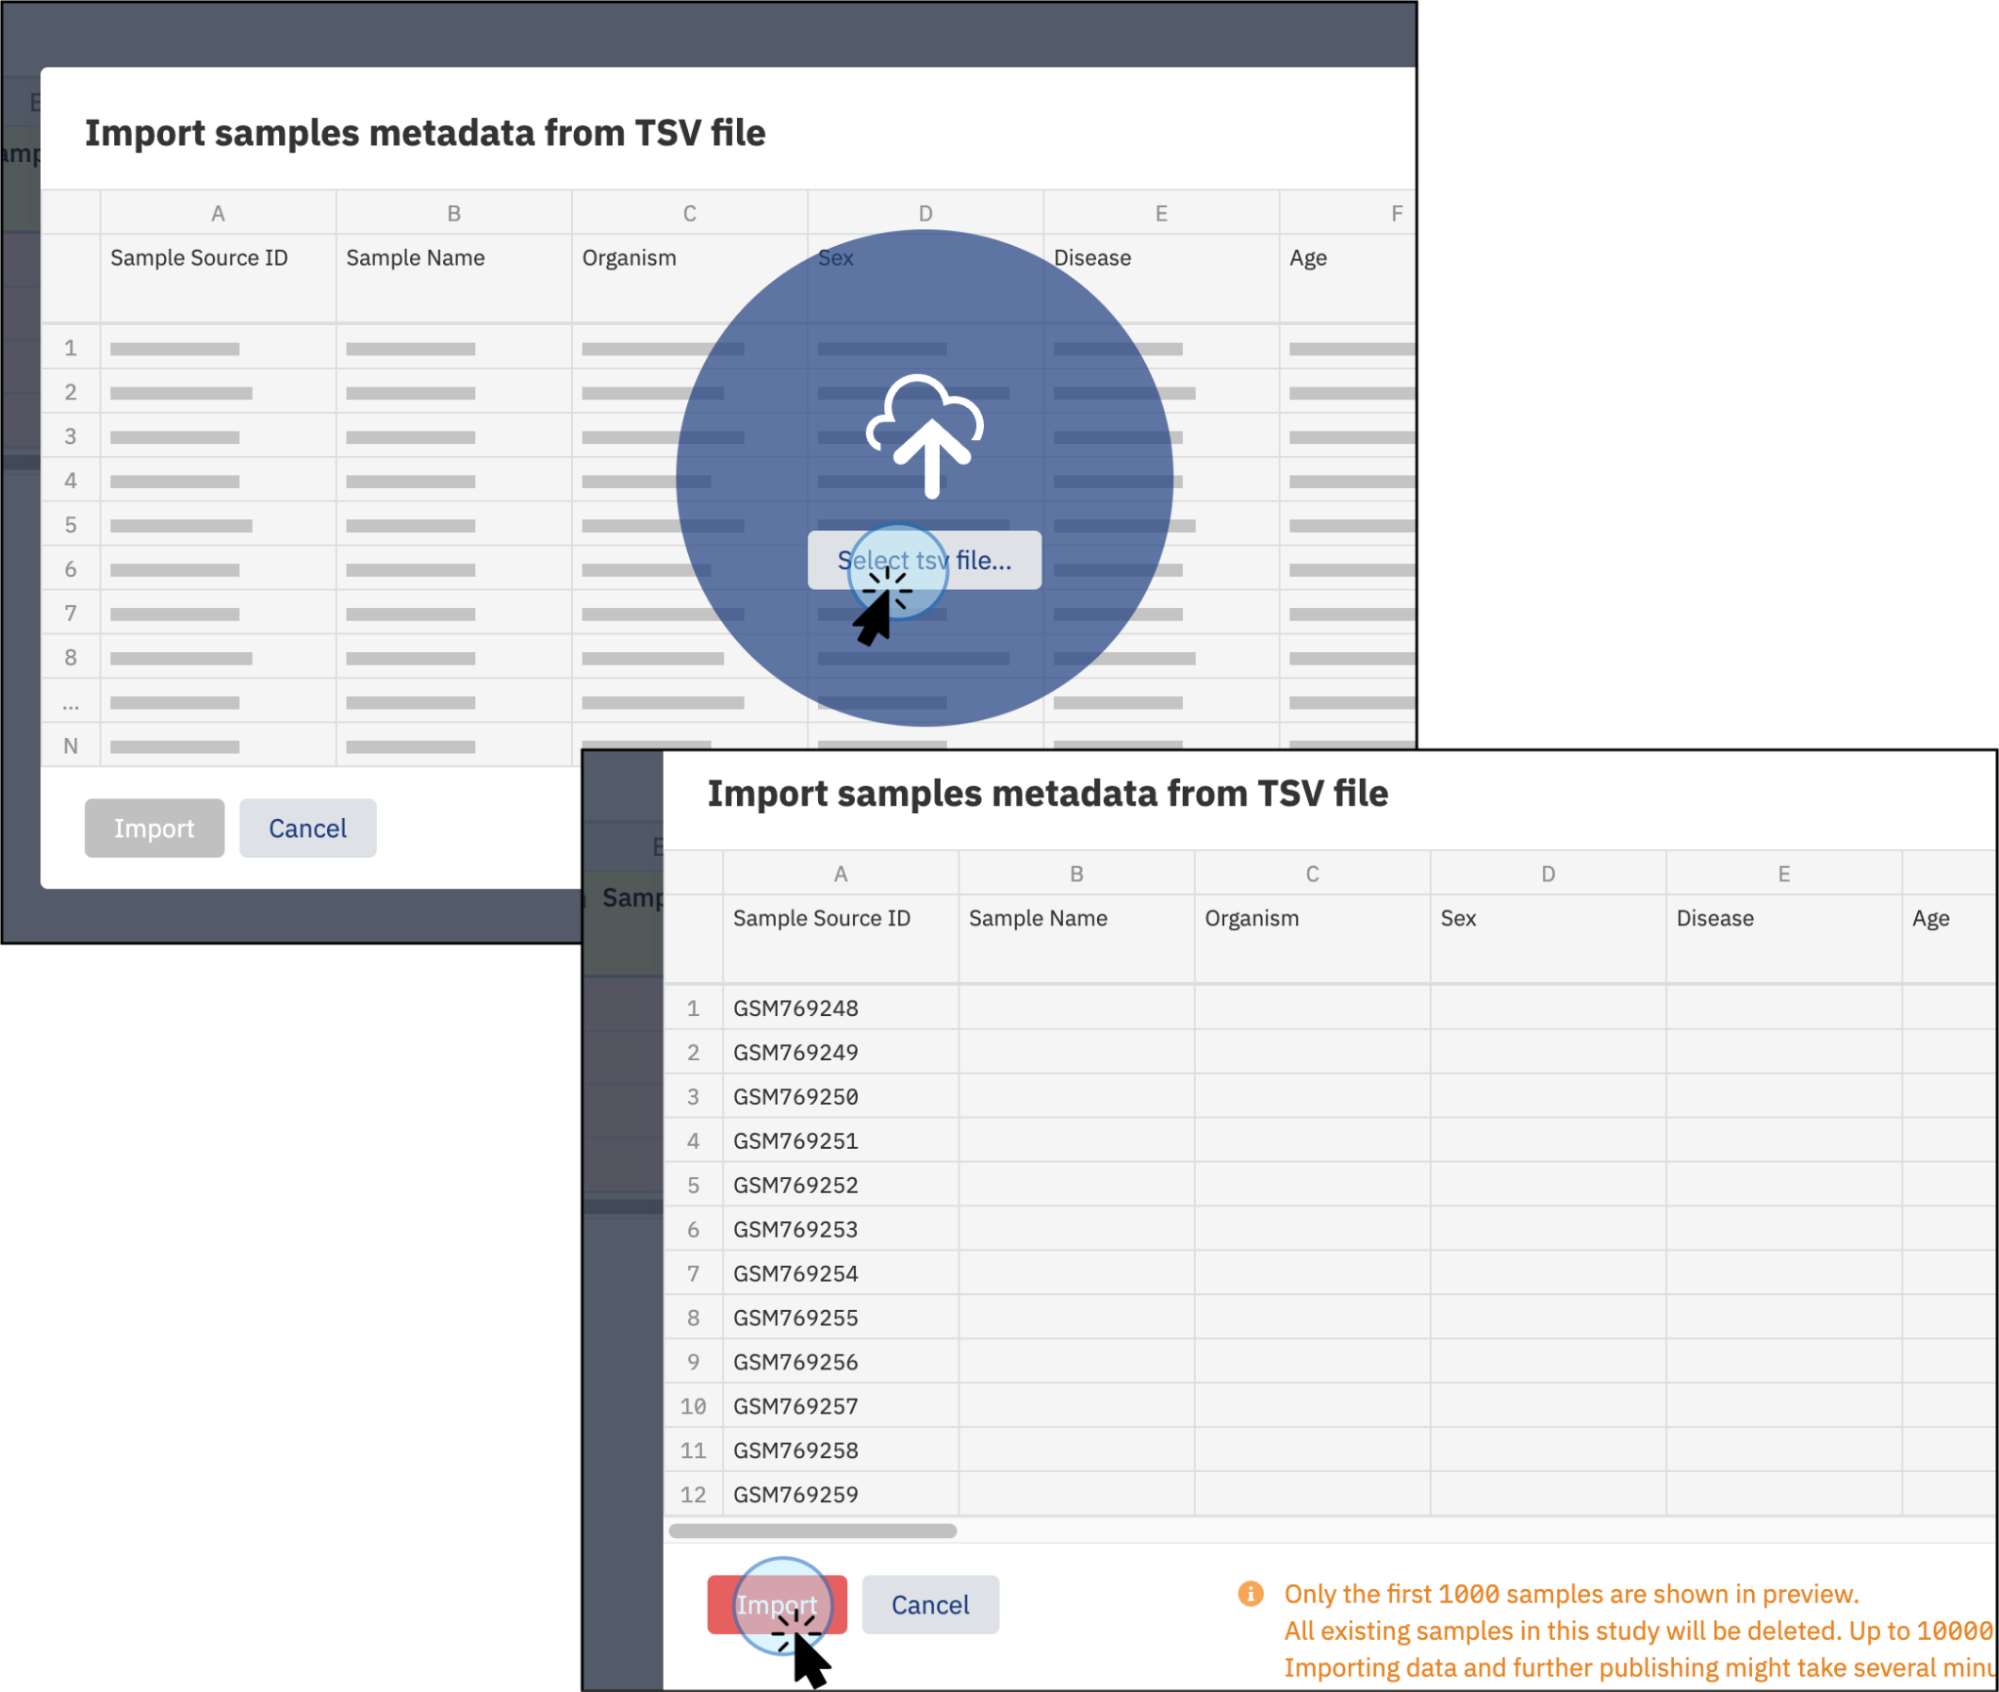 Import samples metadata from TSV file
A B C D E F
Sample Source ID Sample Name Organism Sex Disease Age
1
2
3
4
5
6
7
8
...
N
Select tsv file...
Import Cancel
Import samples metadata from TSV file
A B C D E
Sample Source ID Sample Name Organism Sex Disease Age
1 GSM769248
2 GSM769249
3 GSM769250
4 GSM769251
5 GSM769252
6 GSM769253
7 GSM769254
8 GSM769255
9 GSM769256
10 GSM769257
11 GSM769258
12 GSM769259
Import Cancel
Only the first 1000 samples are shown in preview.
All existing samples in this study will be deleted. Up to 10000
Importing data and further publishing might take several minu